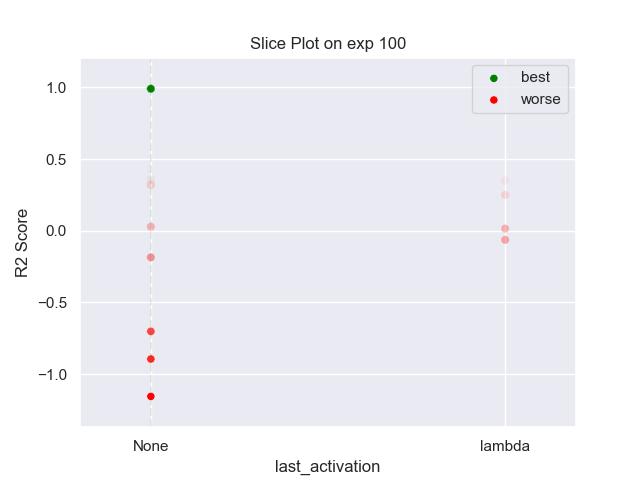 Slice Plot on exp 100
best
worse
R2 Score
1.0
0.5
0.0
−0.5
−1.0
None
lambda
last_activation